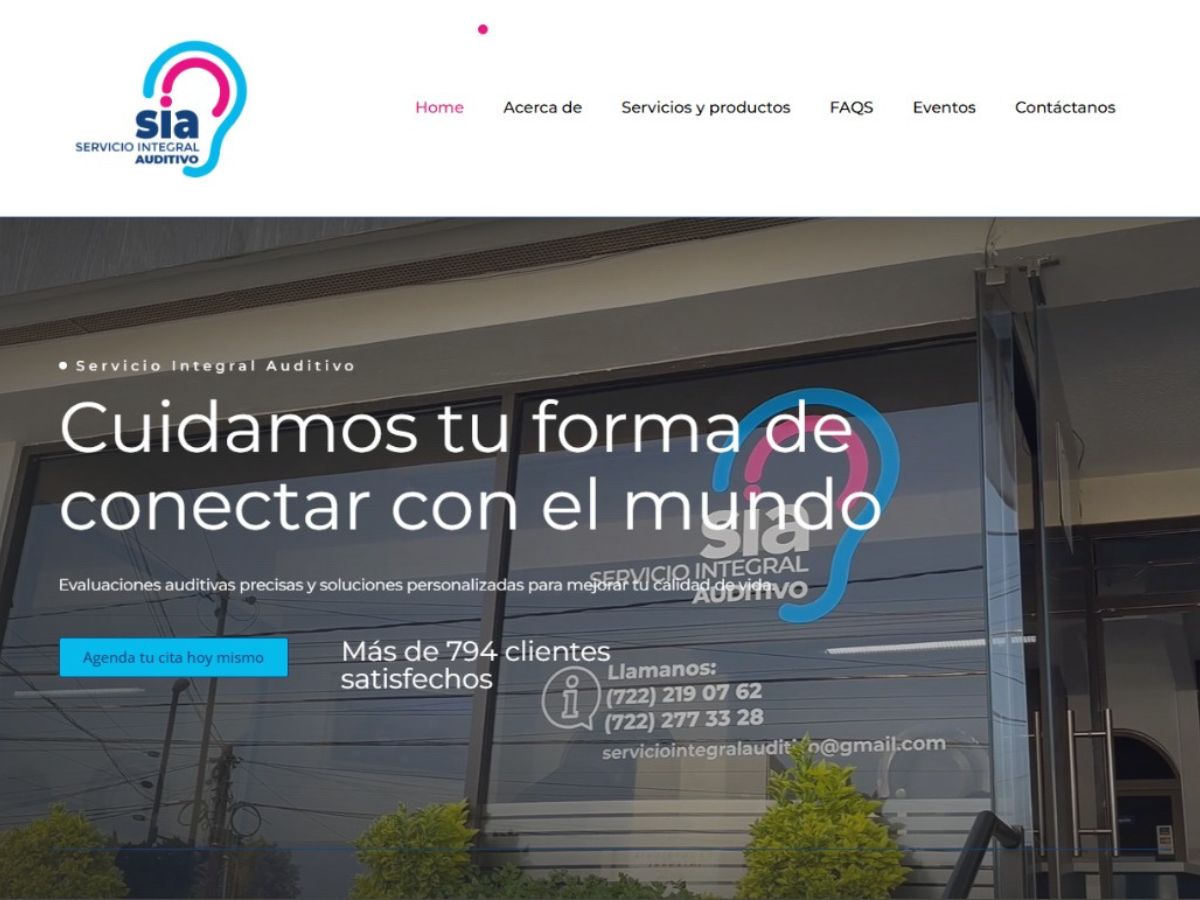 sia
SERVICIO INTEGRAL
AUDITIVO
Home
Acerca de
Servicios y productos
FAQS
Eventos
Contáctanos
Servicio Integral Auditivo
Cuidamos tu forma de
conectar con el mundo
sia
SERVICIO INTEGRAL
AUDITIVO
Evaluaciones auditivas precisas y soluciones personalizadas para mejorar tu calidad de vida.
Agenda tu cita hoy mismo
Más de 794 clientes
satisfechos
i
Llamanos:
(722) 219 07 62
(722) 277 33 28
serviciointegralauditivo@gmail.com